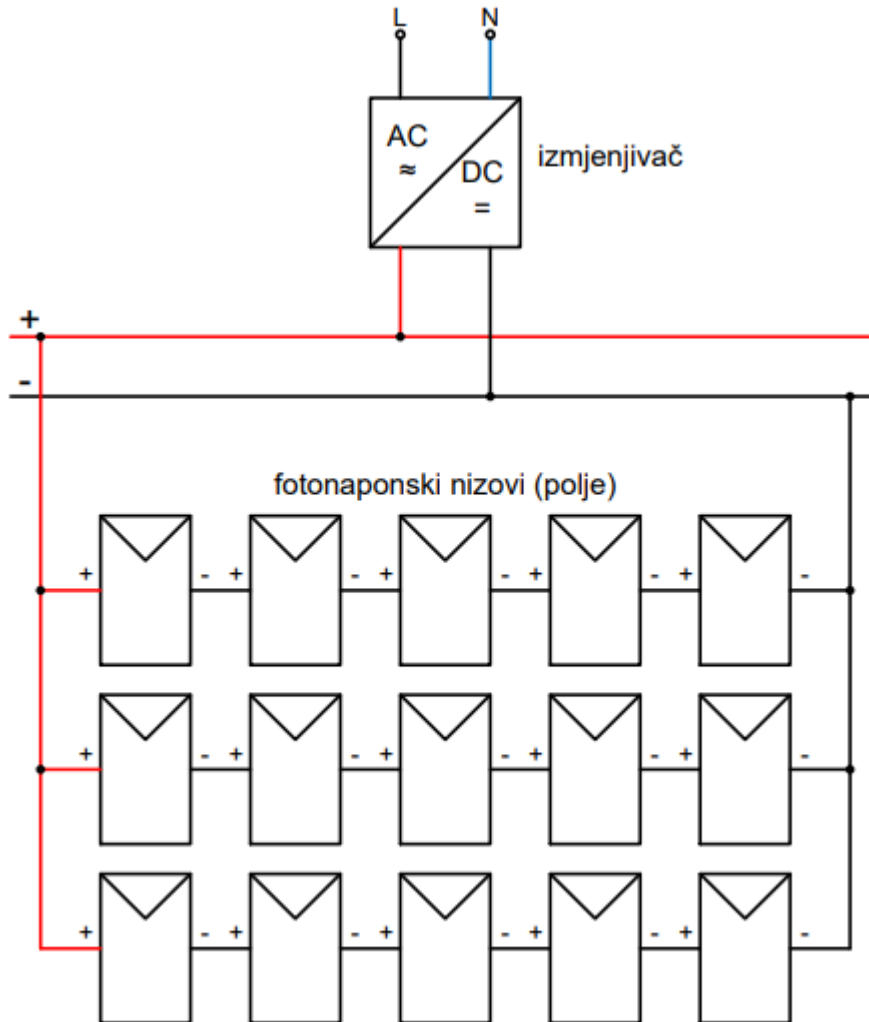 L N
AC
≈
DC
=
izmjenjivač
+
-
fotonaponski nizovi (polje)
+ - + - + - + - + -
+ - + - + - + - + -
+ - + - + - + - + -